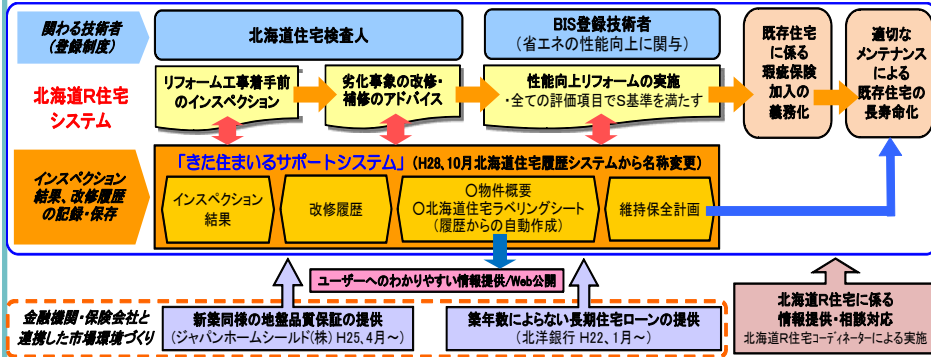 関わる技術者
(登録制度)
北海道住宅検査人
BIS登録技術者
(省エネの性能向上に関与)
北海道R住宅
システム
リフォーム工事着手前
のインスペクション
劣化事象の改修・
補修のアドバイス
性能向上リフォームの実施
・全ての評価項目でS基準を満たす
既存住宅
に係る
瑕疵保険
加入の
義務化
適切な
メンテナンス
による
既存住宅の
長寿命化
インスペクション
結果、改修履歴
の記録・保存
「きた住まいるサポートシステム」(H28、10月北海道住宅履歴システムから名称変更)
インスペクション
結果
改修履歴
〇物件概要
〇北海道住宅ラベリングシート
(履歴からの自動作成)
維持保全計画
ユーザーへのわかりやすい情報提供/Web公開
金融機関・保険会社と
連携した市場環境づくり
新築同様の地盤品質保証の提供
(ジャパンホームシールド(株) H25、4月~)
築年数によらない長期住宅ローンの提供
(北洋銀行 H22、1月~)
北海道R住宅に係る
情報提供・相談対応
北海道R住宅コーディネーターによる実施